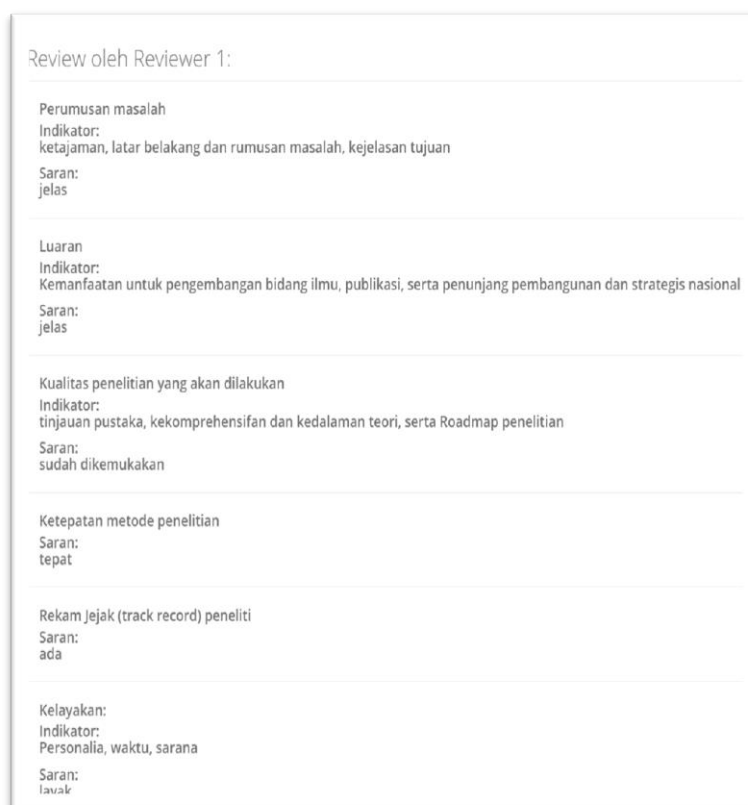 Review oleh Reviewer 1:
Perumusan masalah
Indikator:
ketajaman, latar belakang dan rumusan masalah, kejelasan tujuan
Saran:
jelas
Luaran
Indikator:
Kemanfaatan untuk pengembangan bidang ilmu, publikasi, serta penunjang pembangunan dan strategis nasional
Saran:
jelas
Kualitas penelitian yang akan dilakukan
Indikator:
tinjauan pustaka, kekomprehensifan dan kedalaman teori, serta Roadmap penelitian
Saran:
sudah dikemukakan
Ketepatan metode penelitian
Saran:
tepat
Rekam Jejak (track record) peneliti
Saran:
ada
Kelayakan:
Indikator:
Personalia, waktu, sarana
Saran:
layak